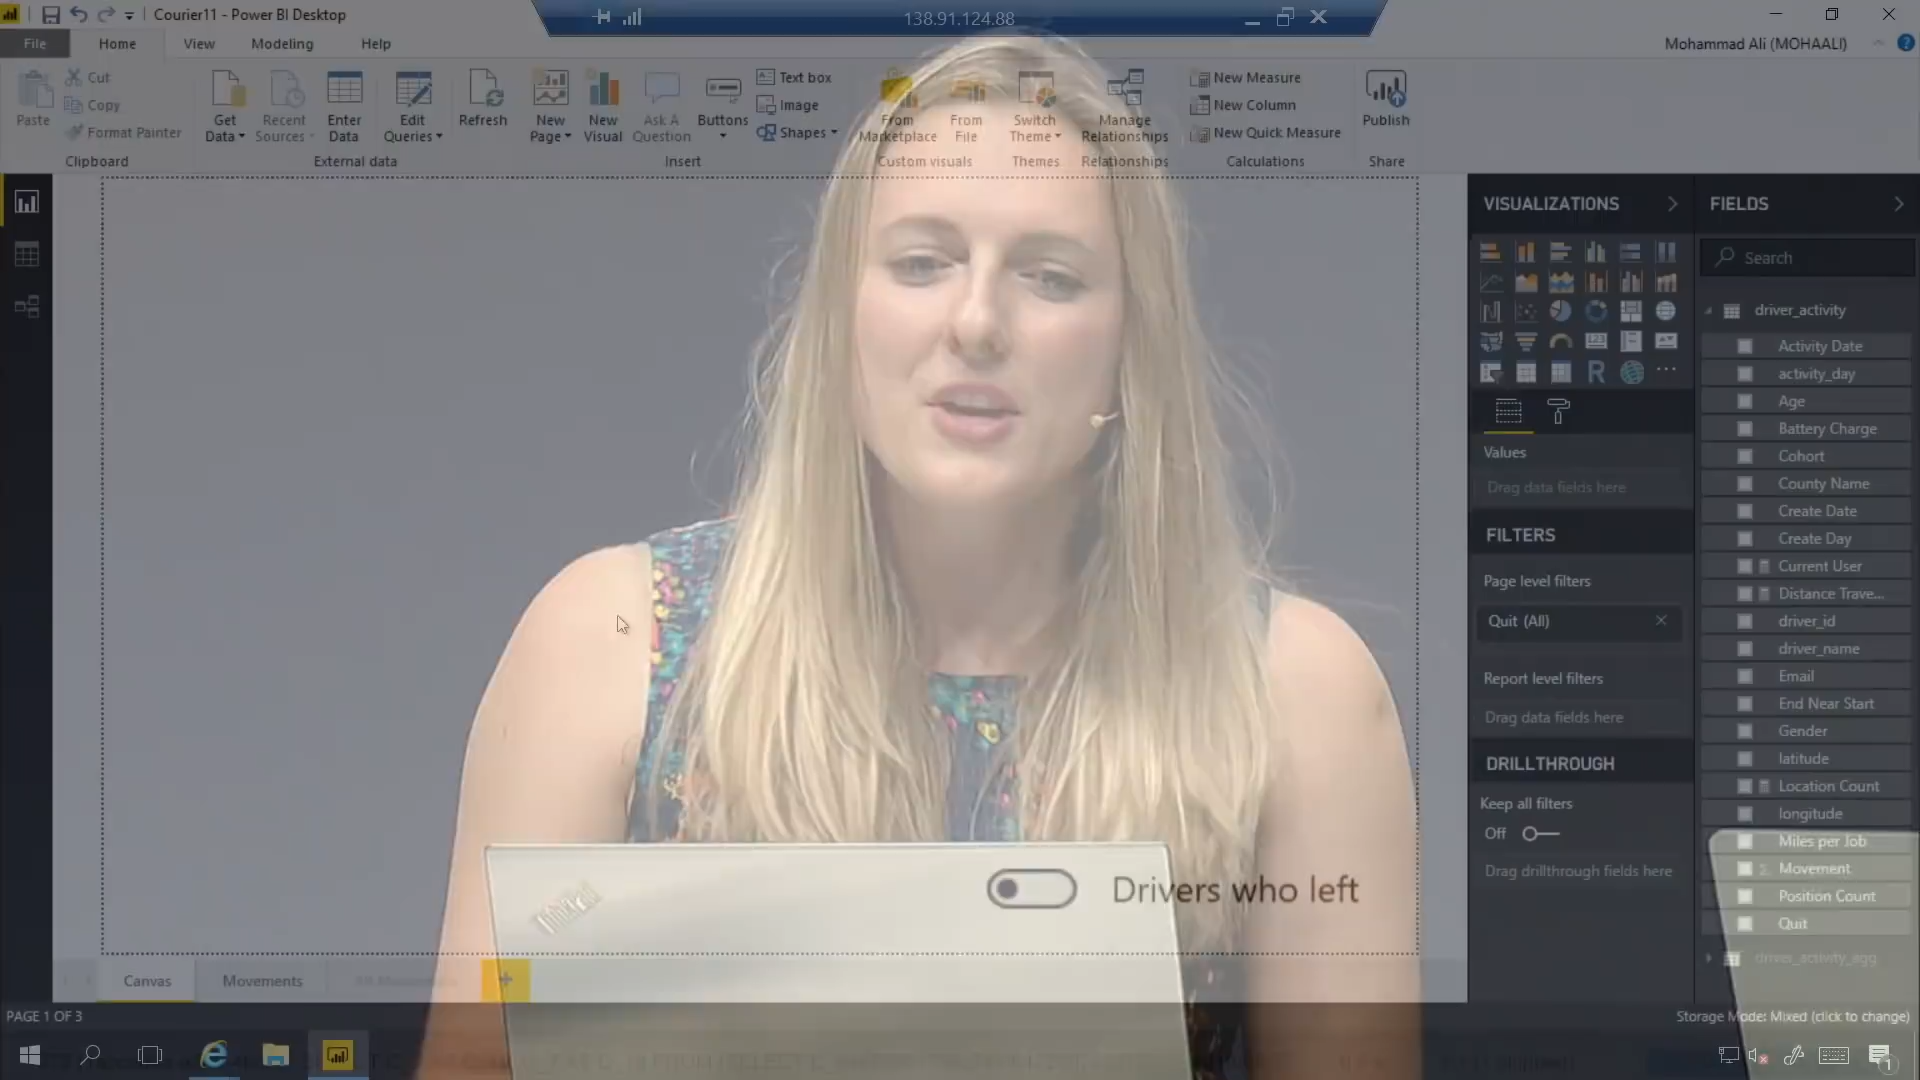 Courier11 - Power BI Desktop
138.91.124.88
File
Home
View
Modeling
Help
Mohammad Ali (MOHAALI)
Paste
Cut
Copy
Format Painter
Clipboard
Get Data
Recent Sources
Enter Data
Edit Queries
Refresh
External data
New Page
New Visual
Ask A Question
Buttons
Text box
Image
Shapes
Insert
From Marketplace
From File
Custom visuals
Switch Theme
Themes
Manage Relationships
Relationships
New Measure
New Column
New Quick Measure
Calculations
Publish
Share
VISUALIZATIONS
R
123
Values
Drag data fields here
FILTERS
Page level filters
Quit (All)
Report level filters
Drag data fields here
DRILLTHROUGH
Keep all filters
Off
Drag drillthrough fields here
FIELDS
Search
driver_activity
Activity Date
activity_day
Age
Battery Charge
Cohort
County Name
Create Date
Create Day
Current User
Distance Trave...
driver_id
driver_name
Email
End Near Start
Gender
latitude
Location Count
longitude
Miles per Job
Movement
Position Count
Quit
driver_activity_agg
Drivers who left
Canvas
Movements
PAGE 1 OF 3
Storage Mode: Mixed (click to change)
1